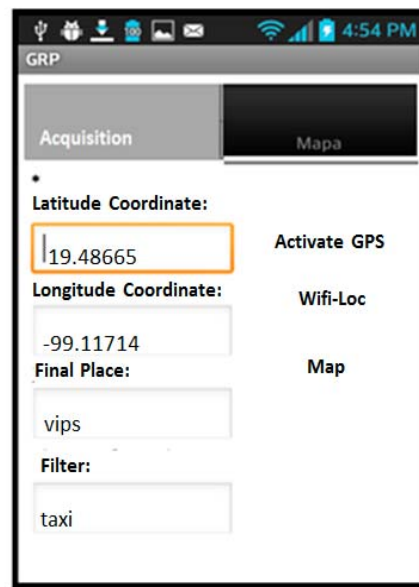 100 4:54 PM
GRP
Acquisition Mapa
Latitude Coordinate:
19.48665 Activate GPS
Longitude Coordinate:
Wifi-Loc
-99.11714
Final Place: Map
vips
Filter:
taxi